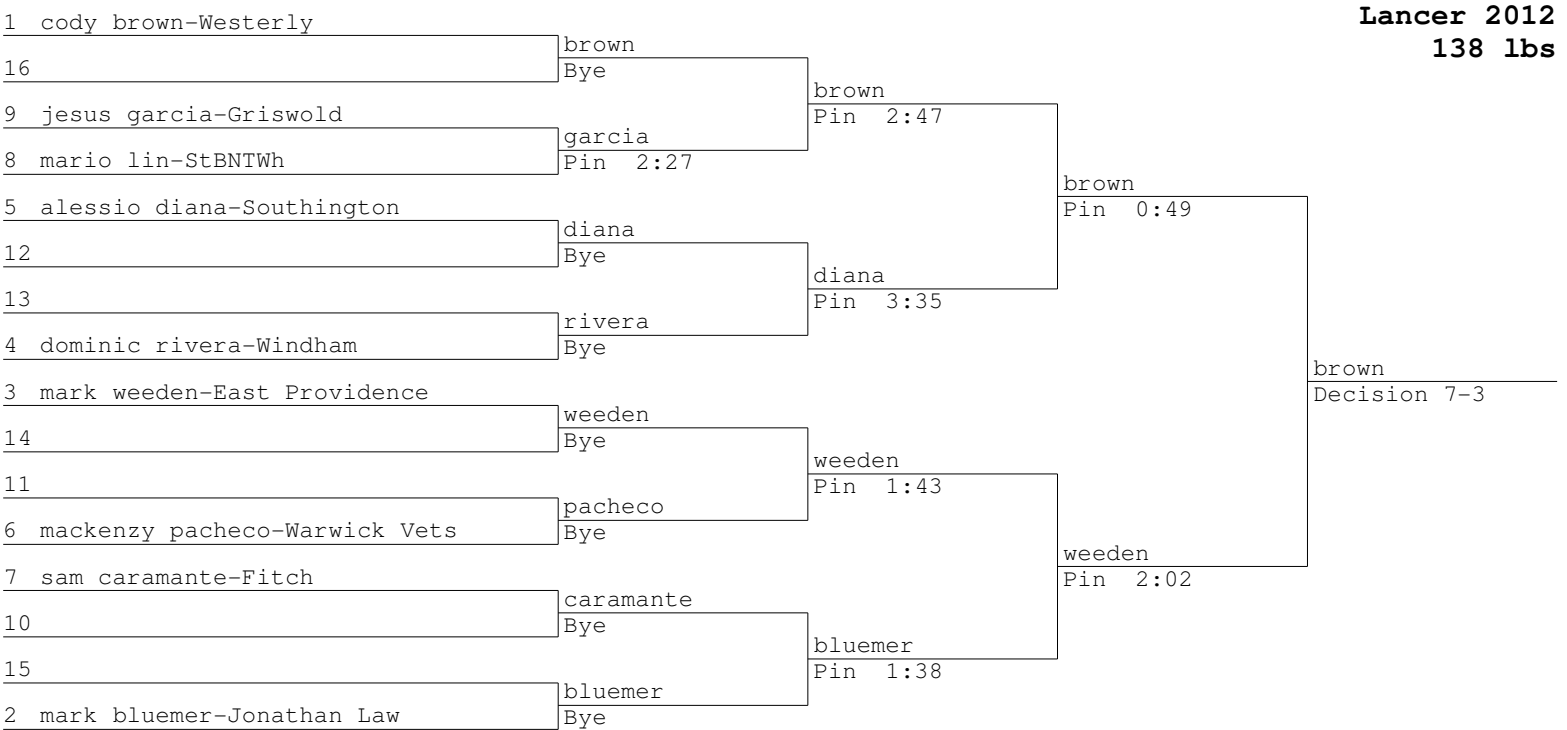 Lancer 2012
138 lbs
1 cody brown-Westerly
16
9 jesus garcia-Griswold
8 mario lin-StBNTWh
5 alessio diana-Southington
12
13
4 dominic rivera-Windham
3 mark weeden-East Providence
14
11
6 mackenzy pacheco-Warwick Vets
7 sam caramante-Fitch
10
15
2 mark bluemer-Jonathan Law
brown
Bye
garcia
Pin 2:27
diana
Bye
rivera
Bye
weeden
Bye
pacheco
Bye
caramante
Bye
bluemer
Bye
brown
Pin 2:47
diana
Pin 3:35
weeden
Pin 1:43
bluemer
Pin 1:38
brown
Pin 0:49
weeden
Pin 2:02
brown
Decision 7-3